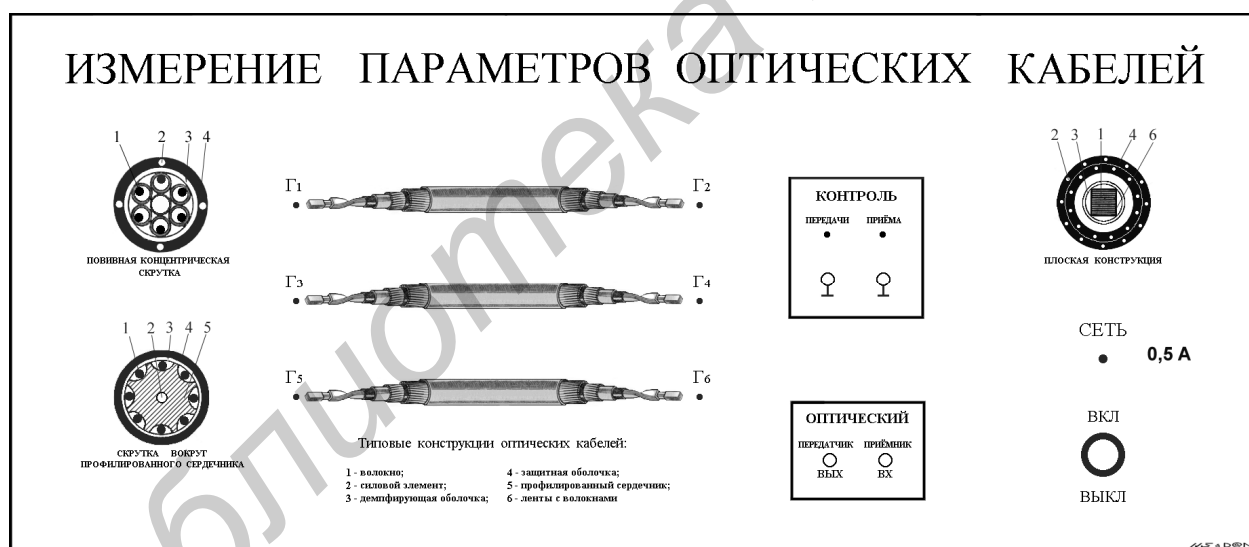 ИЗМЕРЕНИЕ ПАРАМЕТРОВ ОПТИЧЕСКИХ КАБЕЛЕЙ
1 2 3 4
ПОВИВНАЯ КОНЦЕНТРИЧЕСКАЯ
СКРУТКА
1 2 3 4 5
СКРУТКА ВОКРУГ
ПРОФИЛИРОВАННОГО СЕРДЕЧНИКА
Г1
Г2
Г3
Г4
Г5
Г6
Типовые конструкции оптических кабелей:
1 - волокно;
2 - силовой элемент;
3 - демпфирующая оболочка;
4 - защитная оболочка;
5 - профилированный сердечник;
6 - ленты с волокнами
КОНТРОЛЬ
ПЕРЕДАЧИ ПРИЁМА
ОПТИЧЕСКИЙ
ПЕРЕДАТЧИК ПРИЁМНИК
ВЫХ ВХ
2 3 1 4 6
ПЛОСКАЯ КОНСТРУКЦИЯ
СЕТЬ
0,5 А
ВКЛ
ВЫКЛ
блиотека